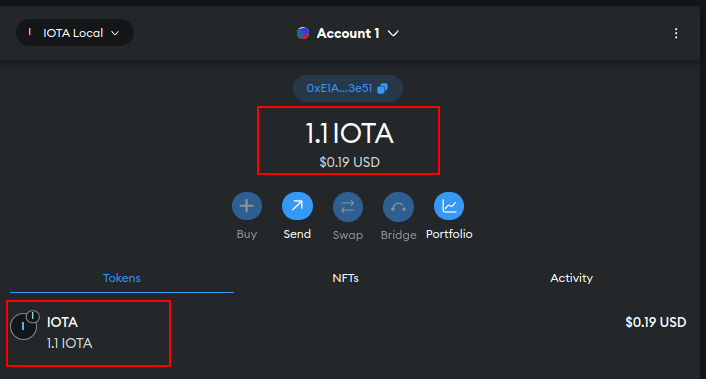 I IOTA Local
Account 1
0xE1A...3e51
1.1 IOTA
$0.19 USD
Buy
Send
Swap
Bridge
Portfolio
Tokens
NFTs
Activity
I
I
IOTA
$0.19 USD
1.1 IOTA